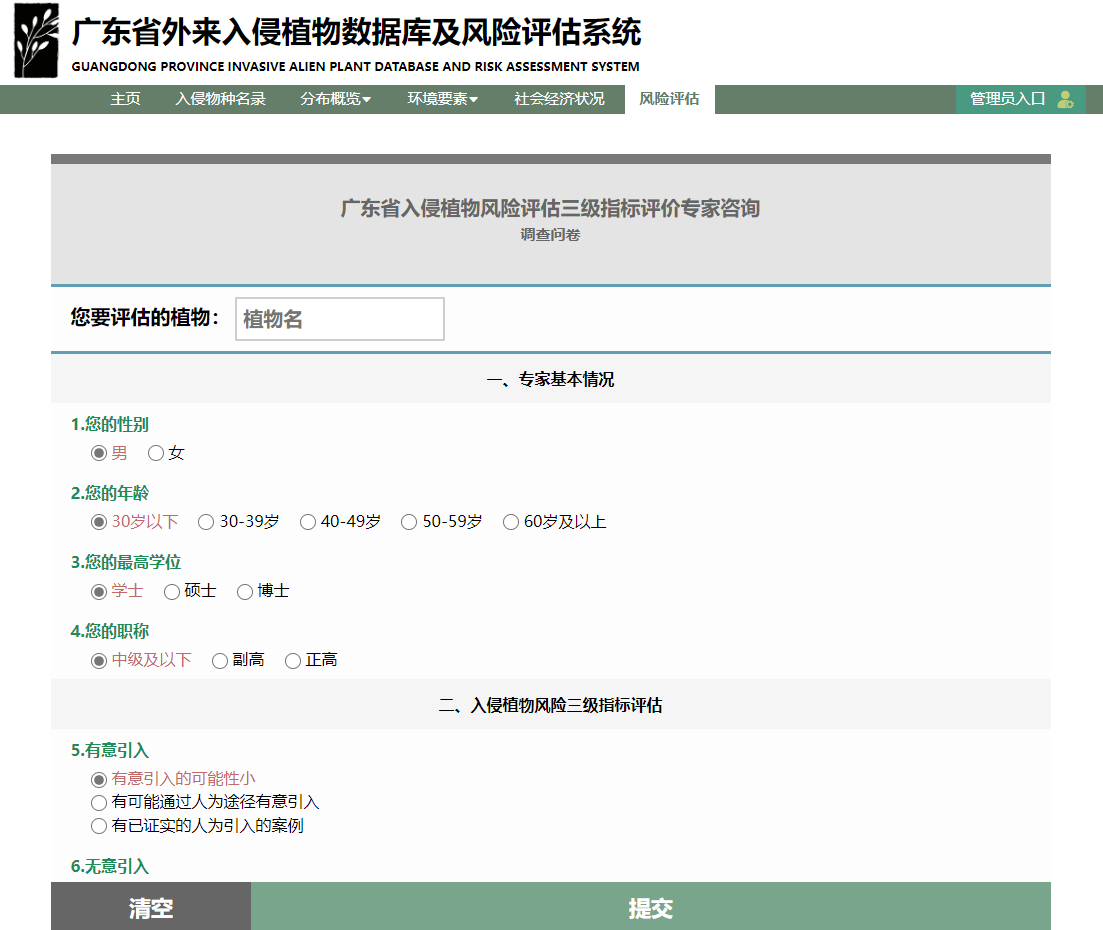 广东省外来入侵植物数据库及风险评估系统
GUANGDONG PROVINCE INVASIVE ALIEN PLANT DATABASE AND RISK ASSESSMENT SYSTEM
主页 入侵物种名录 分布概览▾ 环境要素▾ 社会经济状况 风险评估 管理员入口
广东省入侵植物风险评估三级指标评价专家咨询
调查问卷
您要评估的植物： 植物名
一、专家基本情况
1.您的性别
男 女
2.您的年龄
30岁以下 30-39岁 40-49岁 50-59岁 60岁及以上
3.您的最高学位
学士 硕士 博士
4.您的职称
中级及以下 副高 正高
二、入侵植物风险三级指标评估
5.有意引入
有意引入的可能性小
有可能通过人为途径有意引入
有已证实的人为引入的案例
6.无意引入
清空 提交